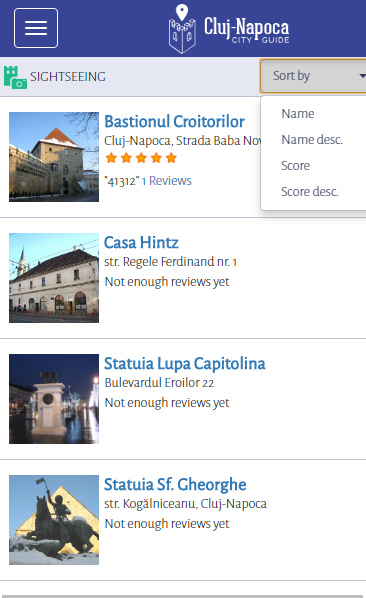 Cluj-Napoca
CITY GUIDE
SIGHTSEEING
Sort by
Name
Name desc.
Score
Score desc.
Bastionul Croitorilor
Cluj-Napoca, Strada Baba
"41312" 1 Reviews
Casa Hintz
str. Regele Ferdinand nr. 1
Not enough reviews yet
Statuia Lupa Capitolina
Bulevardul Eroilor 22
Not enough reviews yet
Statuia Sf. Gheorghe
str. Kogălniceanu, Cluj-Napoca
Not enough reviews yet